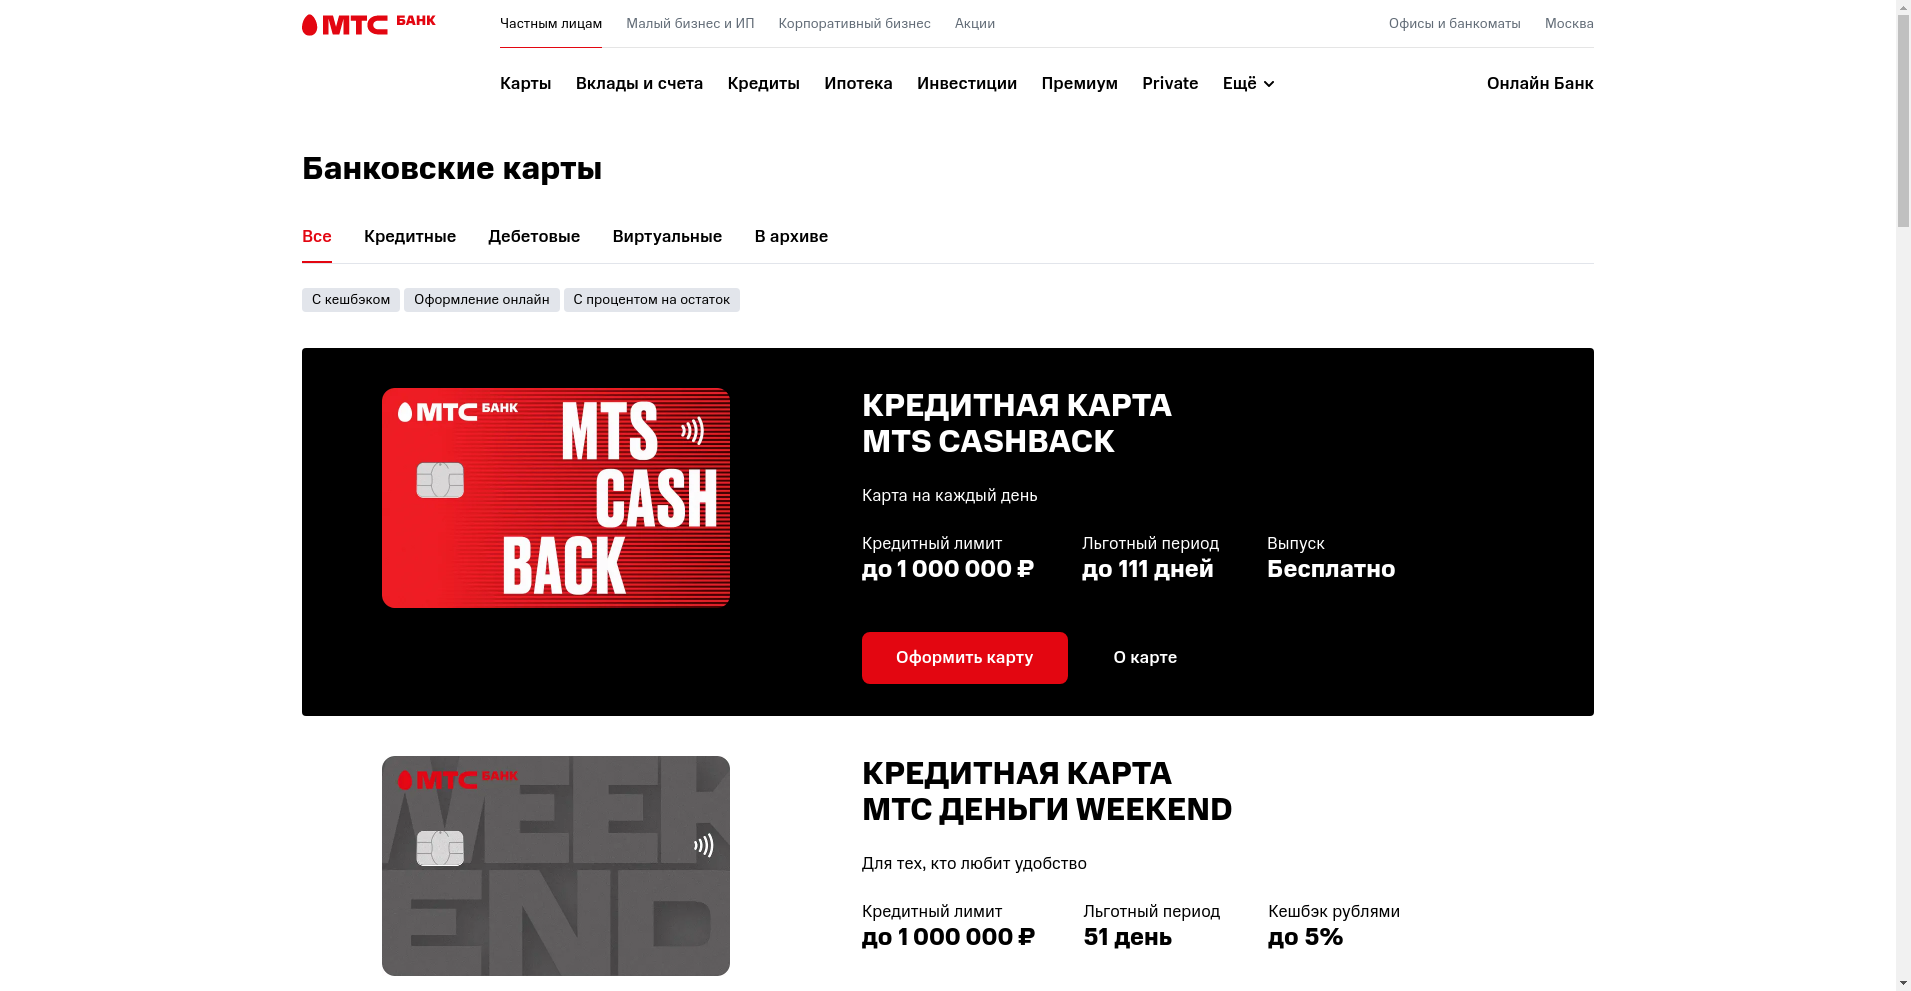 МТС БАНК
Частным лицам Малый бизнес и ИП Корпоративный бизнес Акции Офисы и банкоматы Москва
Карты Вклады и счета Кредиты Ипотека Инвестиции Премиум Private Ещё Онлайн Банк
Банковские карты
Все Кредитные Дебетовые Виртуальные В архиве
С кешбэком Оформление онлайн С процентом на остаток
МТС БАНК
MTS
CASH
BACK
КРЕДИТНАЯ КАРТА
MTS CASHBACK
Карта на каждый день
Кредитный лимит Льготный период Выпуск
до 1 000 000 ₽ до 111 дней Бесплатно
Оформить карту О карте
МТС БАНК
WEEK
END
КРЕДИТНАЯ КАРТА
МТС ДЕНЬГИ WEEKEND
Для тех, кто любит удобство
Кредитный лимит Льготный период Кешбэк рублями
до 1 000 000 ₽ 51 день до 5%